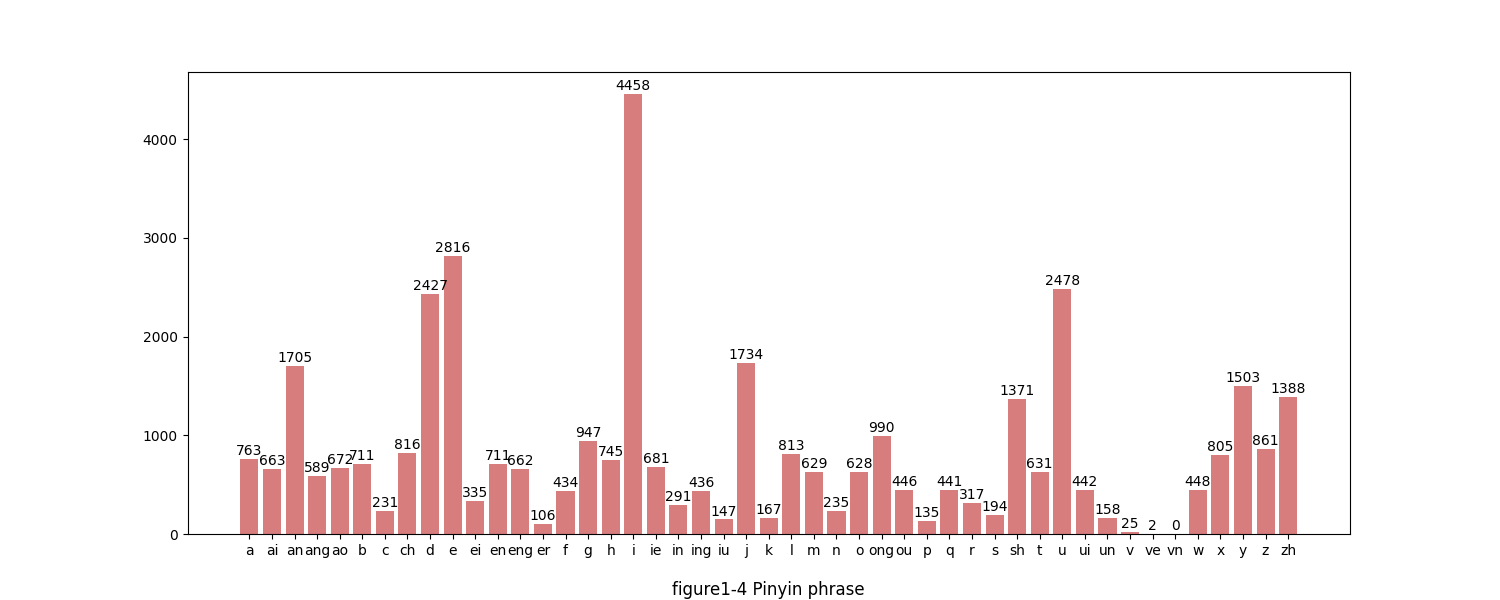 4000
3000
2000
1000
0
763 663 1705 589 672 711 231 816 2427 2816 335 711 662 106 434 947 745 4458 681 291 436 147 1734 167 813 629 235 628 990 446 135 441 317 194 1371 631 2478 442 158 25 2 0 448 805 1503 861 1388
a ai an ang ao b c ch d e ei en eng er f g h i ie in ing iu j k l m n o ong ou p q r s sh t u ui un v ve vn w x y z zh
figure1-4 Pinyin phrase